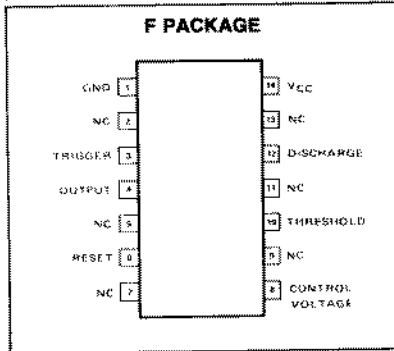 F PACKAGE
GND 1
NC 2
TRIGGER 3
OUTPUT 4
NC 5
RESET 6
NC 7
14 VCC
13 NC
12 DISCHARGE
11 NC
10 THRESHOLD
9 NC
8 CONTROL
VOLTAGE